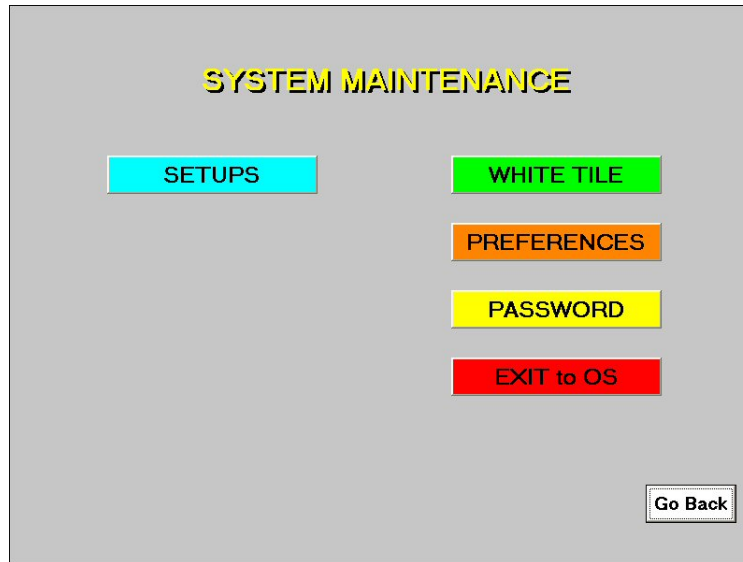 SYSTEM MAINTENANCE
SETUPS
WHITE TILE
PREFERENCES
PASSWORD
EXIT to OS
Go Back